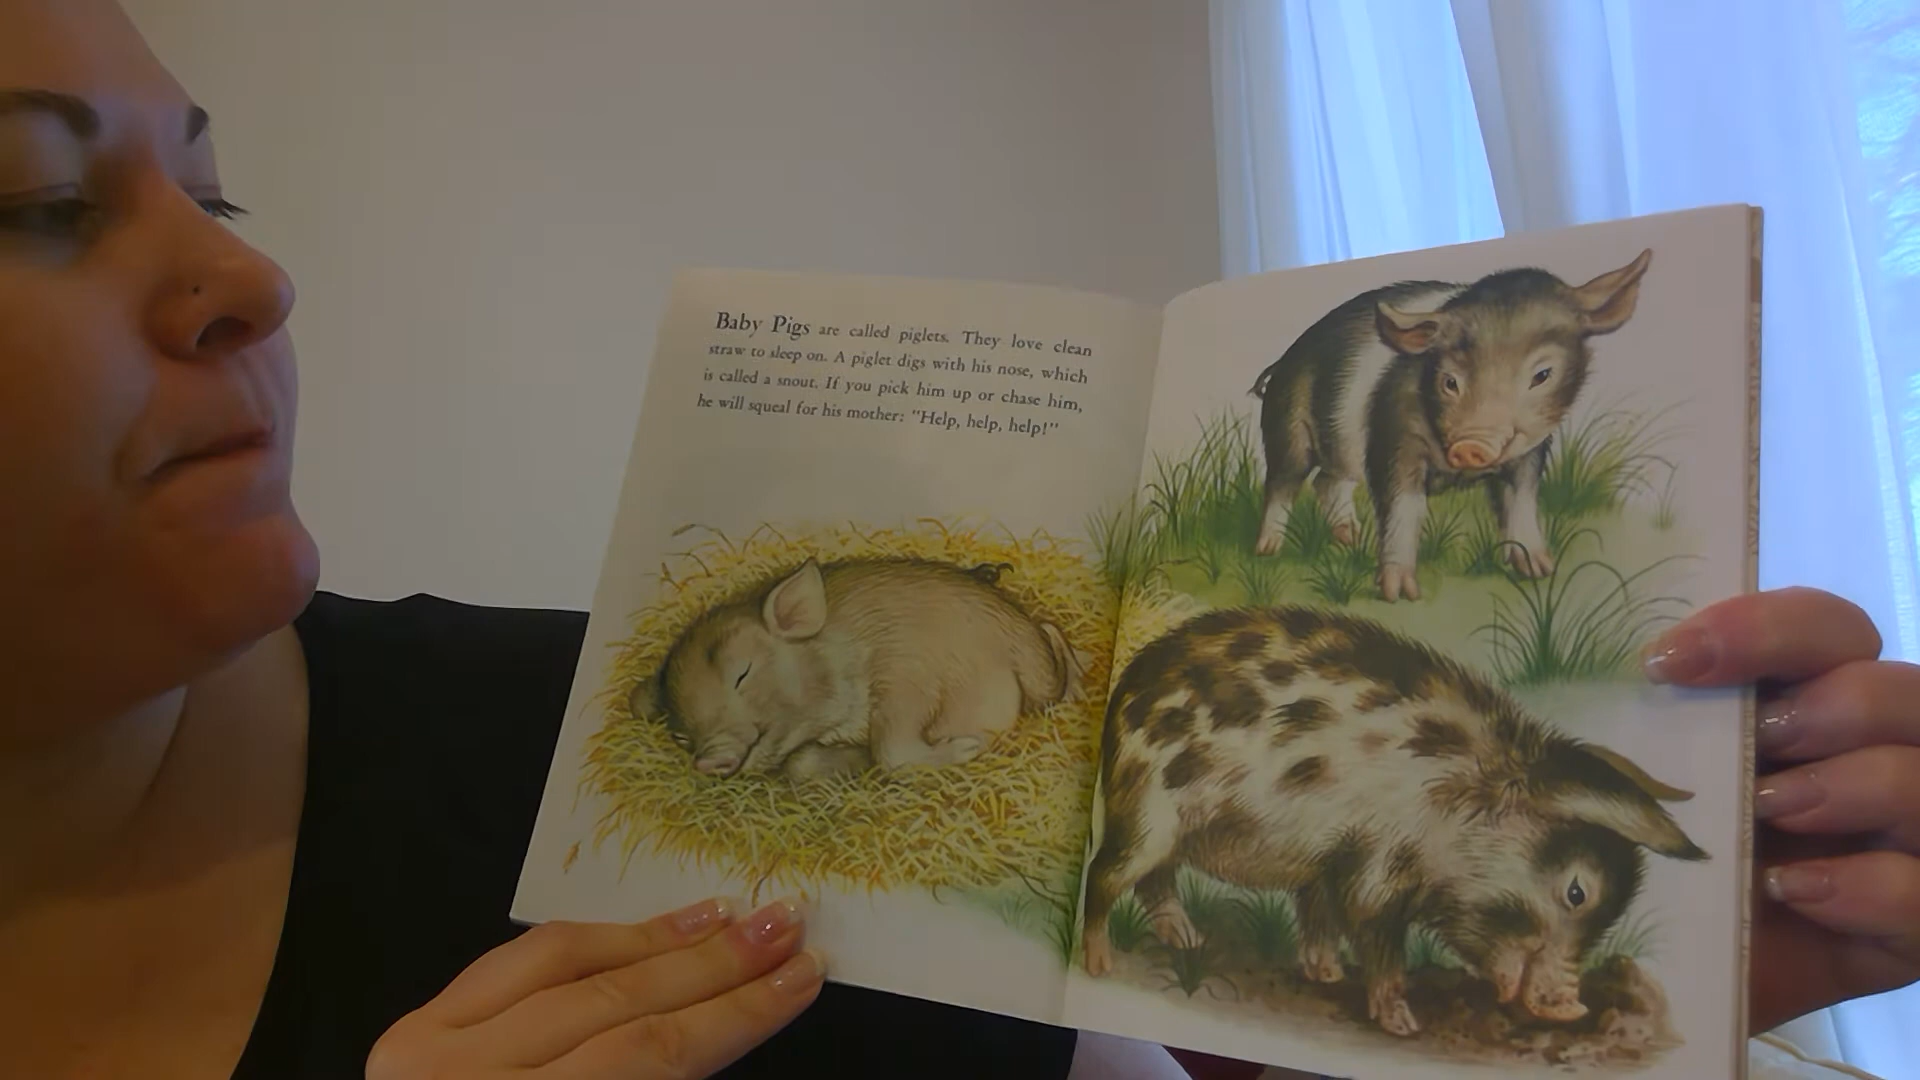 Baby Pigs are called piglets. They love clean
straw to sleep on. A piglet digs with his nose, which
is called a snout. If you pick him up or chase him,
he will squeal for his mother: "Help, help, help!"